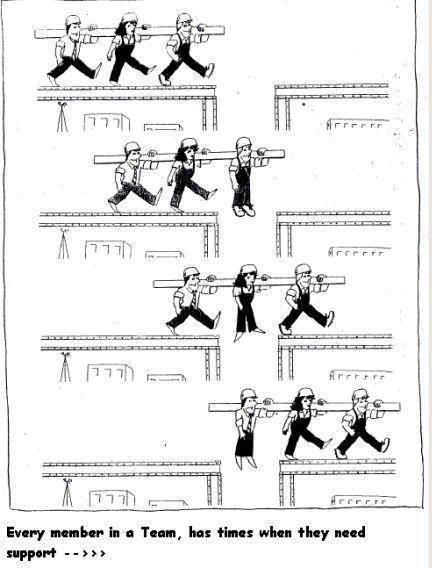 Every member in a Team, has times when they need
support -->>>